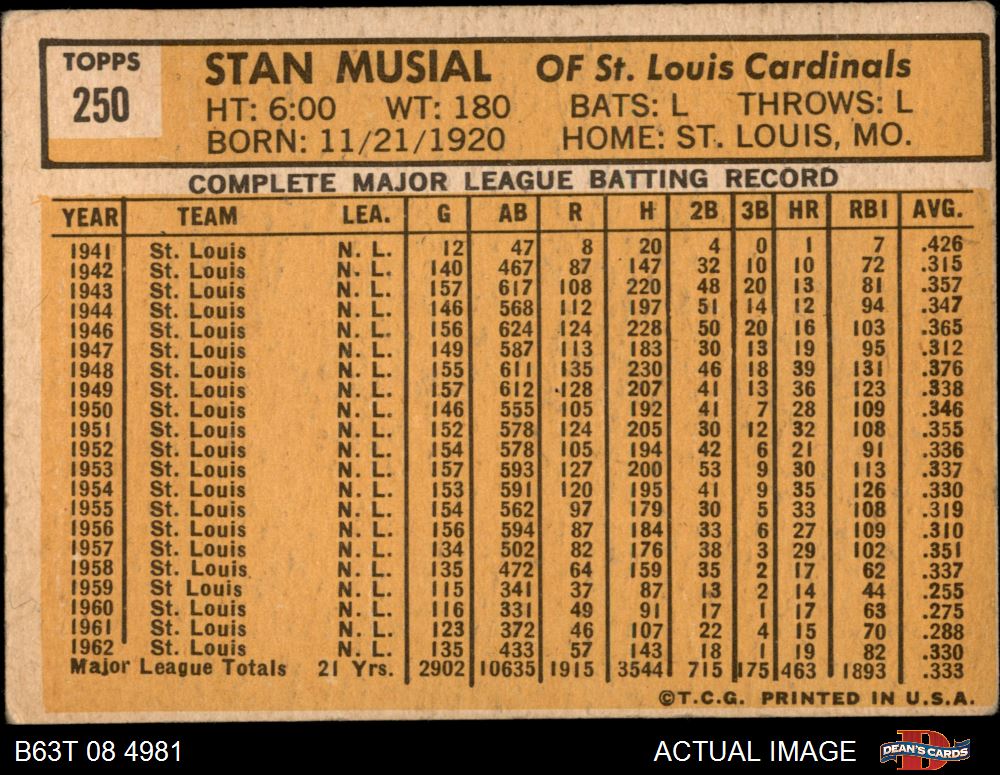 TOPPS
250
STAN MUSIAL OF St. Louis Cardinals
HT: 6:00 WT: 180 BATS: L THROWS: L
BORN: 11/21/1920 HOME: ST. LOUIS, MO.
COMPLETE MAJOR LEAGUE BATTING RECORD
YEAR TEAM LEA. G AB R H 2B 3B HR RBI AVG.
1941 St. Louis N. L. 12 47 8 20 4 0 1 7 .426
1942 St. Louis N. L. 140 467 87 147 32 10 10 72 .315
1943 St. Louis N. L. 157 617 108 220 48 20 13 81 .357
1944 St. Louis N. L. 146 568 112 197 51 14 12 94 .347
1946 St. Louis N. L. 156 624 124 228 50 20 16 103 .365
1947 St. Louis N. L. 149 587 113 183 30 13 19 95 .312
1948 St. Louis N. L. 155 611 135 230 46 18 39 131 .376
1949 St. Louis N. L. 157 612 128 207 41 13 36 123 .338
1950 St. Louis N. L. 146 555 105 192 41 7 28 109 .346
1951 St. Louis N. L. 152 578 124 205 30 12 32 108 .355
1952 St. Louis N. L. 154 578 105 194 42 6 21 91 .336
1953 St. Louis N. L. 157 593 127 200 53 9 30 113 .337
1954 St. Louis N. L. 153 591 120 195 41 9 35 126 .330
1955 St. Louis N. L. 154 562 97 179 30 5 33 108 .319
1956 St. Louis N. L. 156 594 87 184 33 6 27 109 .310
1957 St. Louis N. L. 134 502 82 176 38 3 29 102 .351
1958 St. Louis N. L. 135 472 64 159 35 2 17 62 .337
1959 St Louis N. L. 115 341 37 87 13 2 14 44 .255
1960 St. Louis N. L. 116 331 49 91 17 1 17 63 .275
1961 St. Louis N. L. 123 372 46 107 22 4 15 70 .288
1962 St. Louis N. L. 135 433 57 143 18 1 19 82 .330
Major League Totals 21 Yrs. 2902 10635 1915 3544 715 175 463 1893 .333
©T.C.G. PRINTED IN U.S.A.
B63T 08 4981 ACTUAL IMAGE DEAN'S CARDS